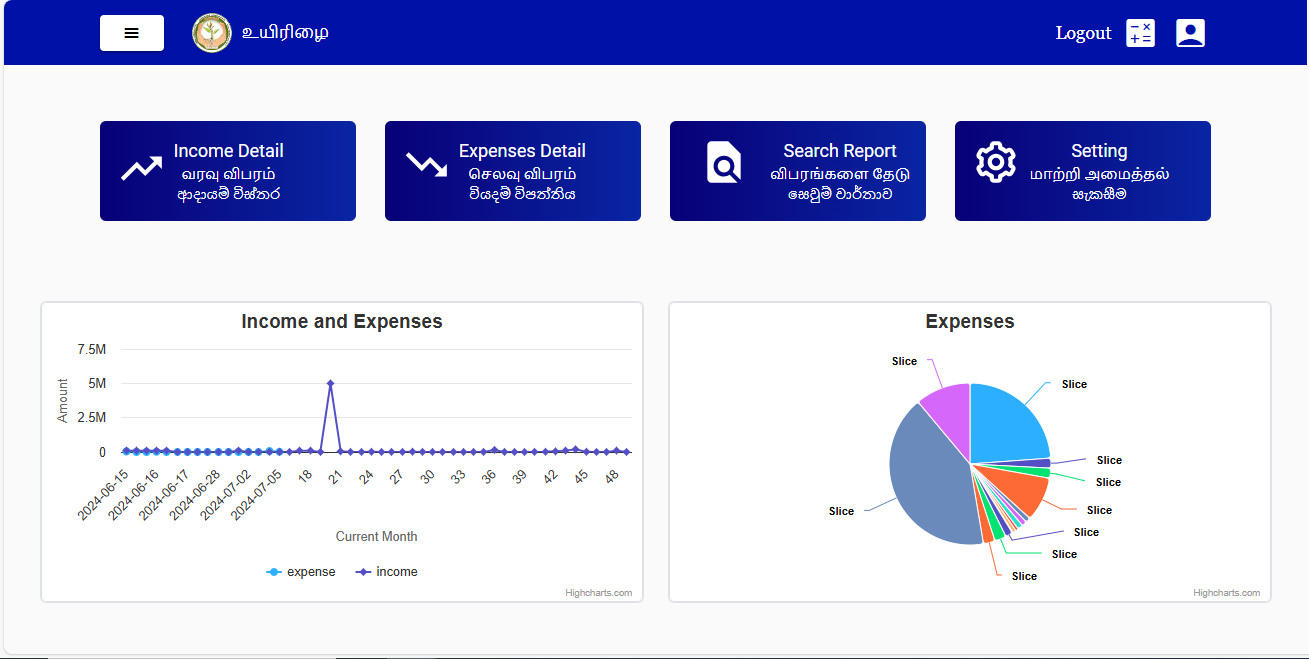 உயிரிழை
Logout
Income Detail
வரவு விபரம்
ආදායම් විස්තර
Expenses Detail
செலவு விபரம்
වියදම් විපත්තිය
Search Report
விபரங்களை தேடு
සෙවුම් වාර්තාව
Setting
மாற்றி அமைத்தல்
සැකසීම
Income and Expenses
7.5M
5M
2.5M
0
Amount
2024-06-15
2024-06-16
2024-06-17
2024-06-28
2024-07-02
2024-07-05
18
21
24
27
30
33
36
39
42
45
48
Current Month
expense
income
Highcharts.com
Expenses
Slice
Slice
Slice
Slice
Slice
Slice
Slice
Slice
Slice
Highcharts.com